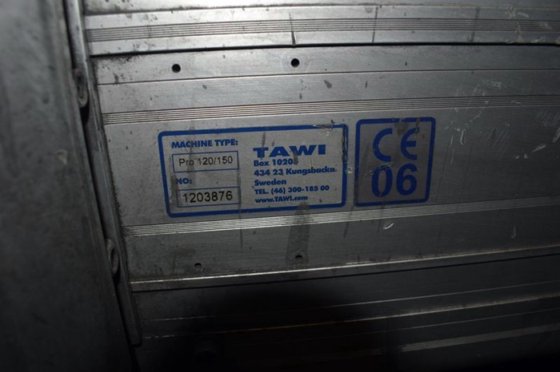 MACHINE TYPE:
Pro 120/150
NO:
1203876
TAWI
Box 10205
434 23 Kungsbacka.
Sweden
TEL. (46) 300-185 00
www.TAWI.com
CE
06